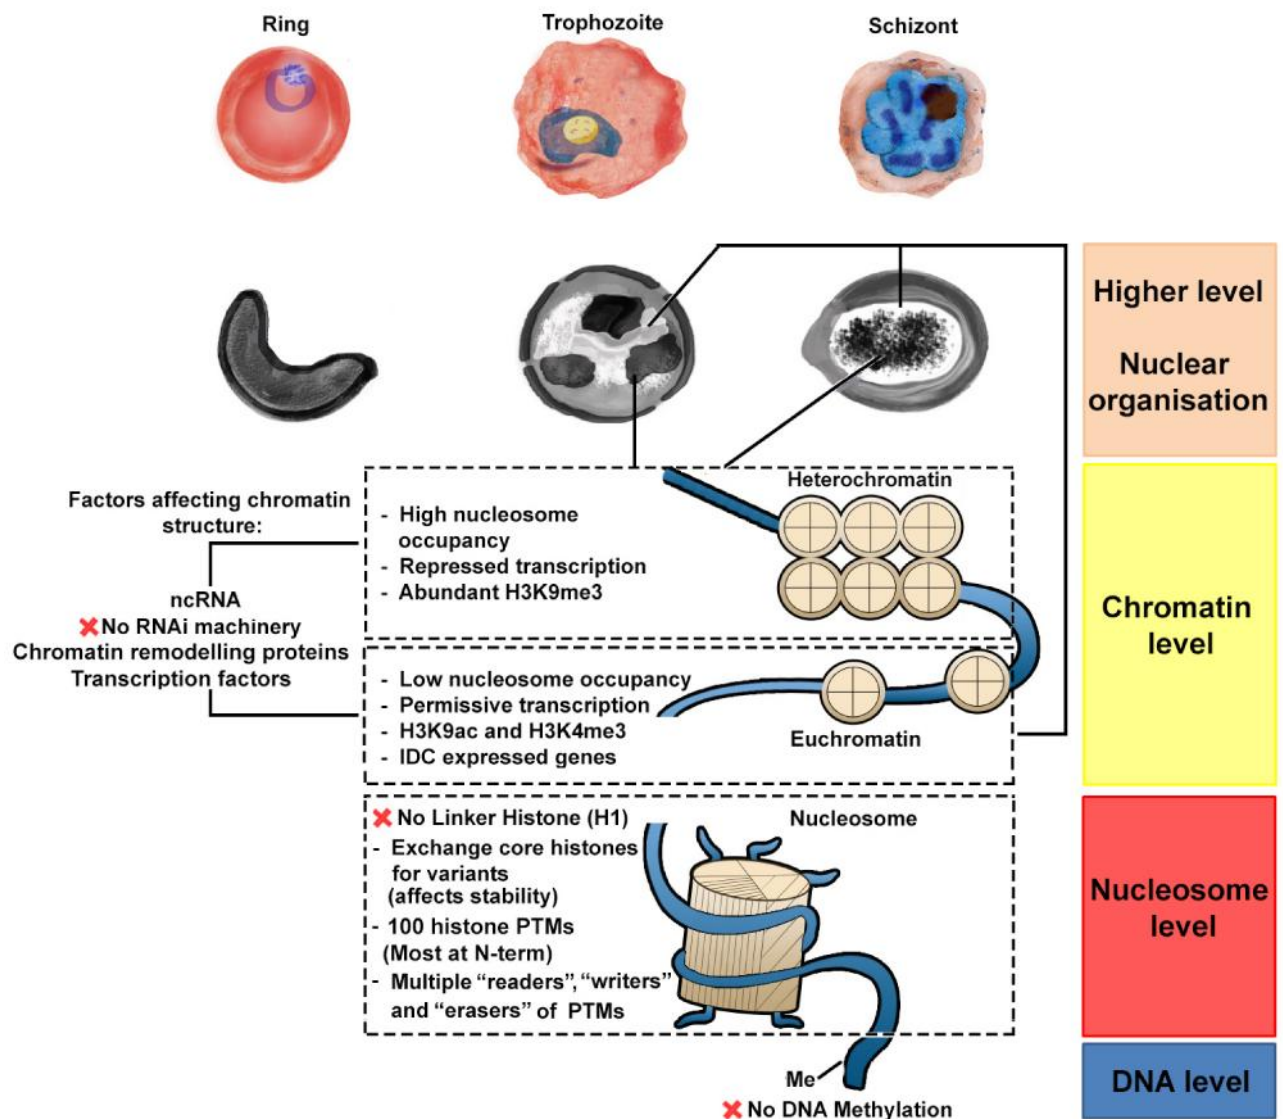 Ring
Trophozoite
Schizont
Higher level
Nuclear
organisation
Factors affecting chromatin
structure:
ncRNA
No RNAi machinery
Chromatin remodelling proteins
Transcription factors
- High nucleosome
occupancy
- Repressed transcription
- Abundant H3K9me3
Heterochromatin
- Low nucleosome occupancy
- Permissive transcription
- H3K9ac and H3K4me3
- IDC expressed genes
Euchromatin
Chromatin
level
No Linker Histone (H1)
- Exchange core histones
for variants
(affects stability)
- 100 histone PTMs
(Most at N-term)
- Multiple “readers”, “writers”
and “erasers” of PTMs
Nucleosome
Nucleosome
level
Me
No DNA Methylation
DNA level